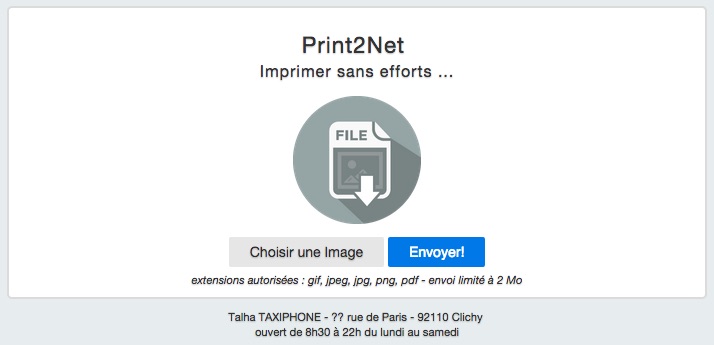 Print2Net
Imprimer sans efforts ...
FILE
Choisir une Image
Envoyer!
extensions autorisées : gif, jpeg, jpg, png, pdf - envoi limité à 2 Mo
Talha TAXIPHONE - ?? rue de Paris - 92110 Clichy
ouvert de 8h30 à 22h du lundi au samedi